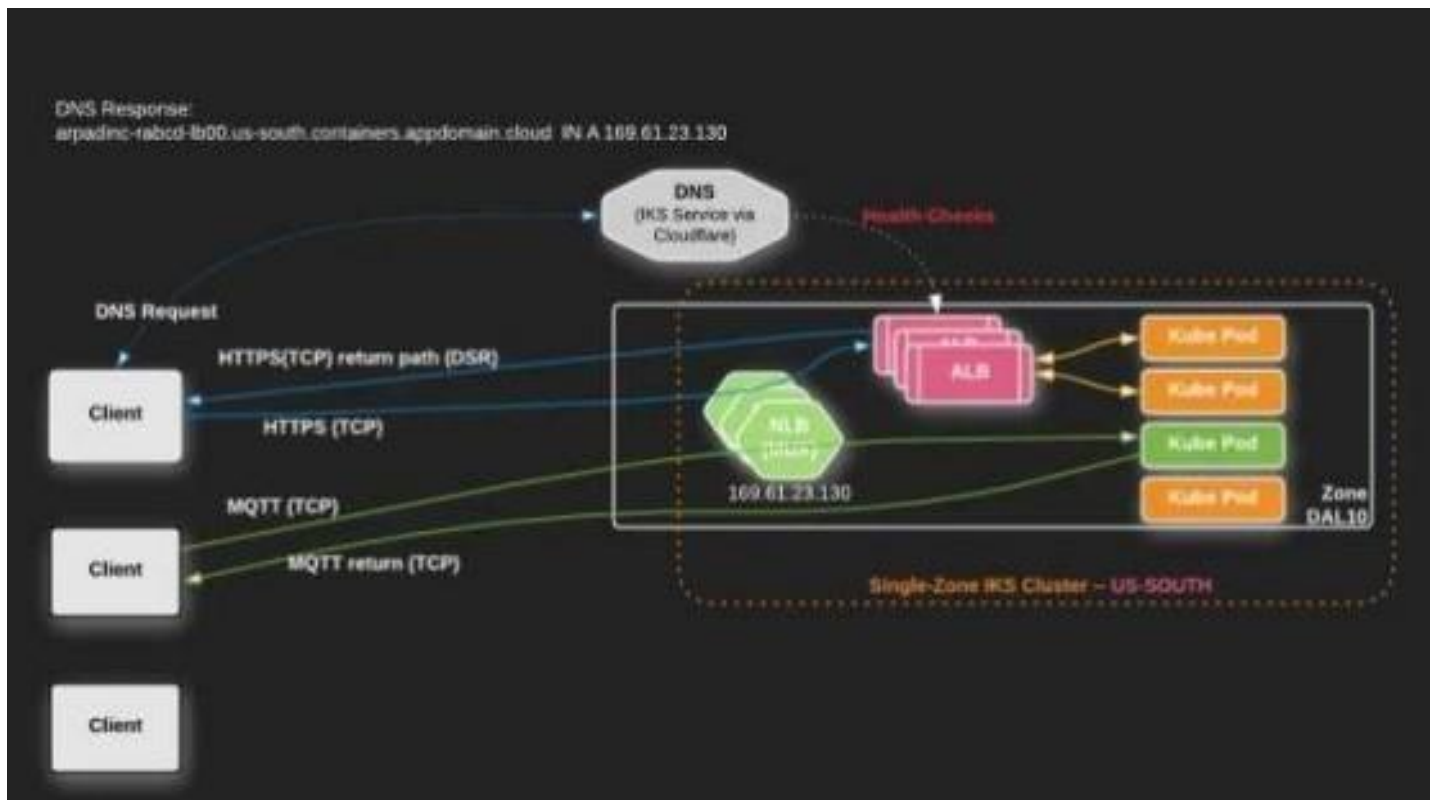 DNS Response:
arpadinc-rabcd-lb00.us-south.containers.appdomain.cloud IN A 169.61.23.130
DNS
(IKS Service via
Cloudflare)
Health Checks
DNS Request
HTTPS(TCP) return path (DSR)
Client
HTTPS (TCP)
ALB
ALB
Kube Pod
Kube Pod
NLB
Kube Pod
169.61.23.130
Kube Pod
Zone
DAL10
MQTT (TCP)
Client
MQTT return (TCP)
Single-Zone IKS Cluster – US-SOUTH
Client